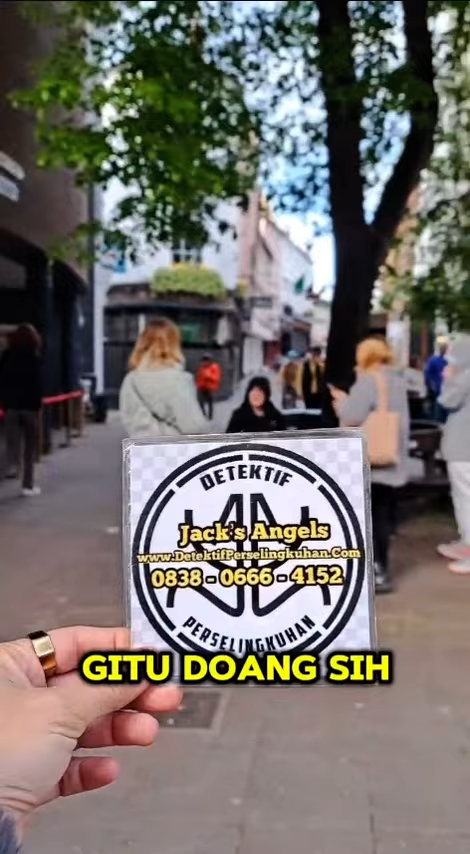 DETEKTIF
Jack's Angels
www.DetektifPerselingkuhan.Com
0838 - 0666 - 4152
PERSELINGKUHAN
GITU DOANG SIH